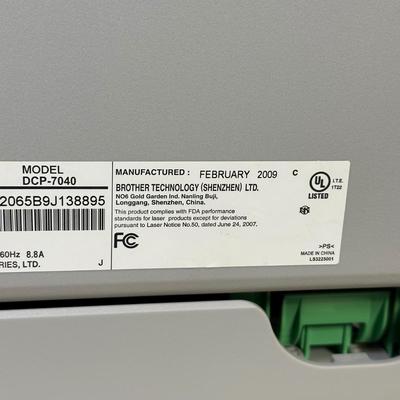 MODEL
DCP-7040
2065B9J138895
60Hz 8.8A
RIES, LTD. J
MANUFACTURED: FEBRUARY 2009 C
BROTHER TECHNOLOGY (SHENZHEN) LTD.
NO6 Gold Garden Ind. Nanling Buji,
Longgang, Shenzhen, China.
This product complies with FDA performance
standards for laser products except for deviations
pursuant to Laser Notice No.50, dated June 24, 2007.
FC
UL
LISTED
I.T.E.
1T22
>PS<
MADE IN CHINA
LS3225001